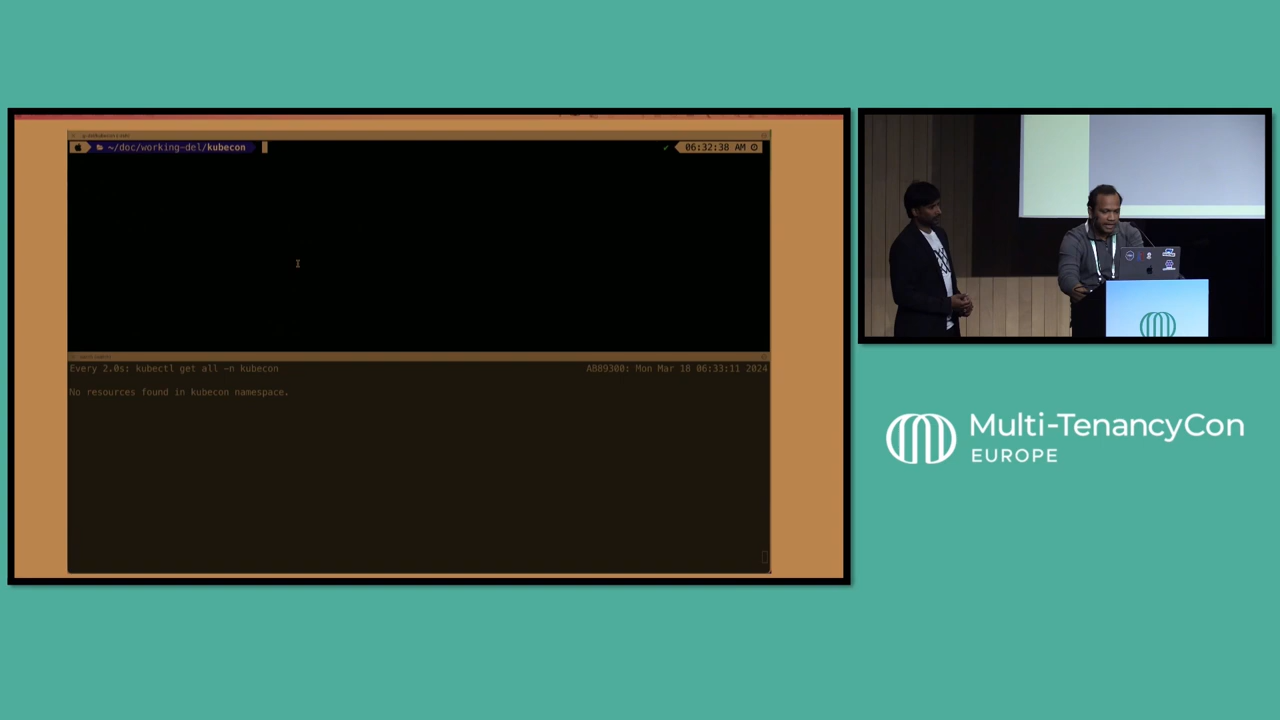 ~/doc/working-del/kubecon
✓ 06:32:38 AM
Every 2.0s: kubectl get all -n kubecon
A889300: Mon Mar 18 06:33:11 2024
No resources found in kubecon namespace.
Multi-TenancyCon
EUROPE